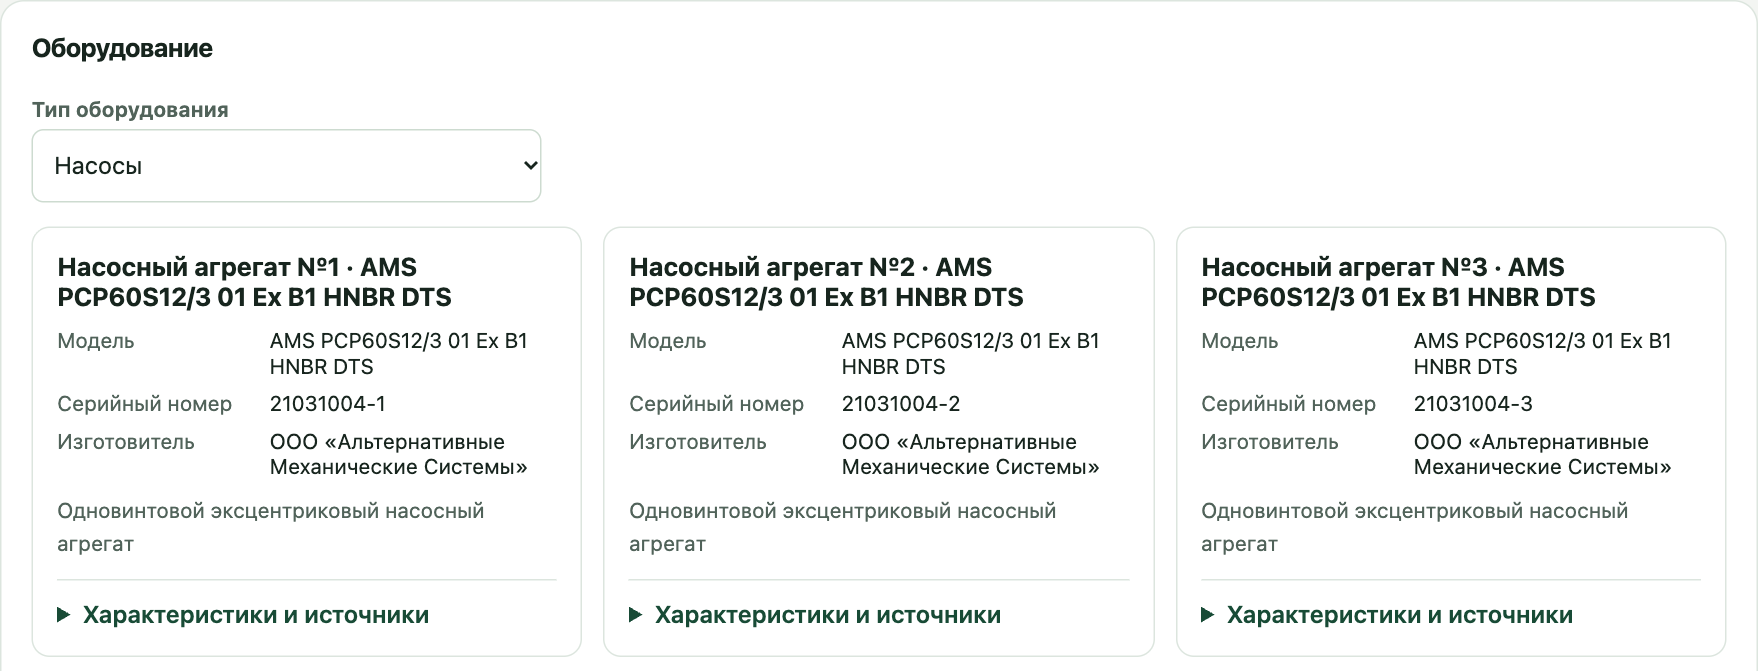 Оборудование
Тип оборудования
Насосы
Насосный агрегат №1 · AMS
PCP60S12/3 01 Ex B1 HNBR DTS
Модель
AMS PCP60S12/3 01 Ex B1
HNBR DTS
Серийный номер
21031004-1
Изготовитель
ООО «Альтернативные
Механические Системы»
Одновинтовой эксцентриковый насосный
агрегат
Характеристики и источники
Насосный агрегат №2 · AMS
PCP60S12/3 01 Ex B1 HNBR DTS
Модель
AMS PCP60S12/3 01 Ex B1
HNBR DTS
Серийный номер
21031004-2
Изготовитель
ООО «Альтернативные
Механические Системы»
Одновинтовой эксцентриковый насосный
агрегат
Характеристики и источники
Насосный агрегат №3 · AMS
PCP60S12/3 01 Ex B1 HNBR DTS
Модель
AMS PCP60S12/3 01 Ex B1
HNBR DTS
Серийный номер
21031004-3
Изготовитель
ООО «Альтернативные
Механические Системы»
Одновинтовой эксцентриковый насосный
агрегат
Характеристики и источники